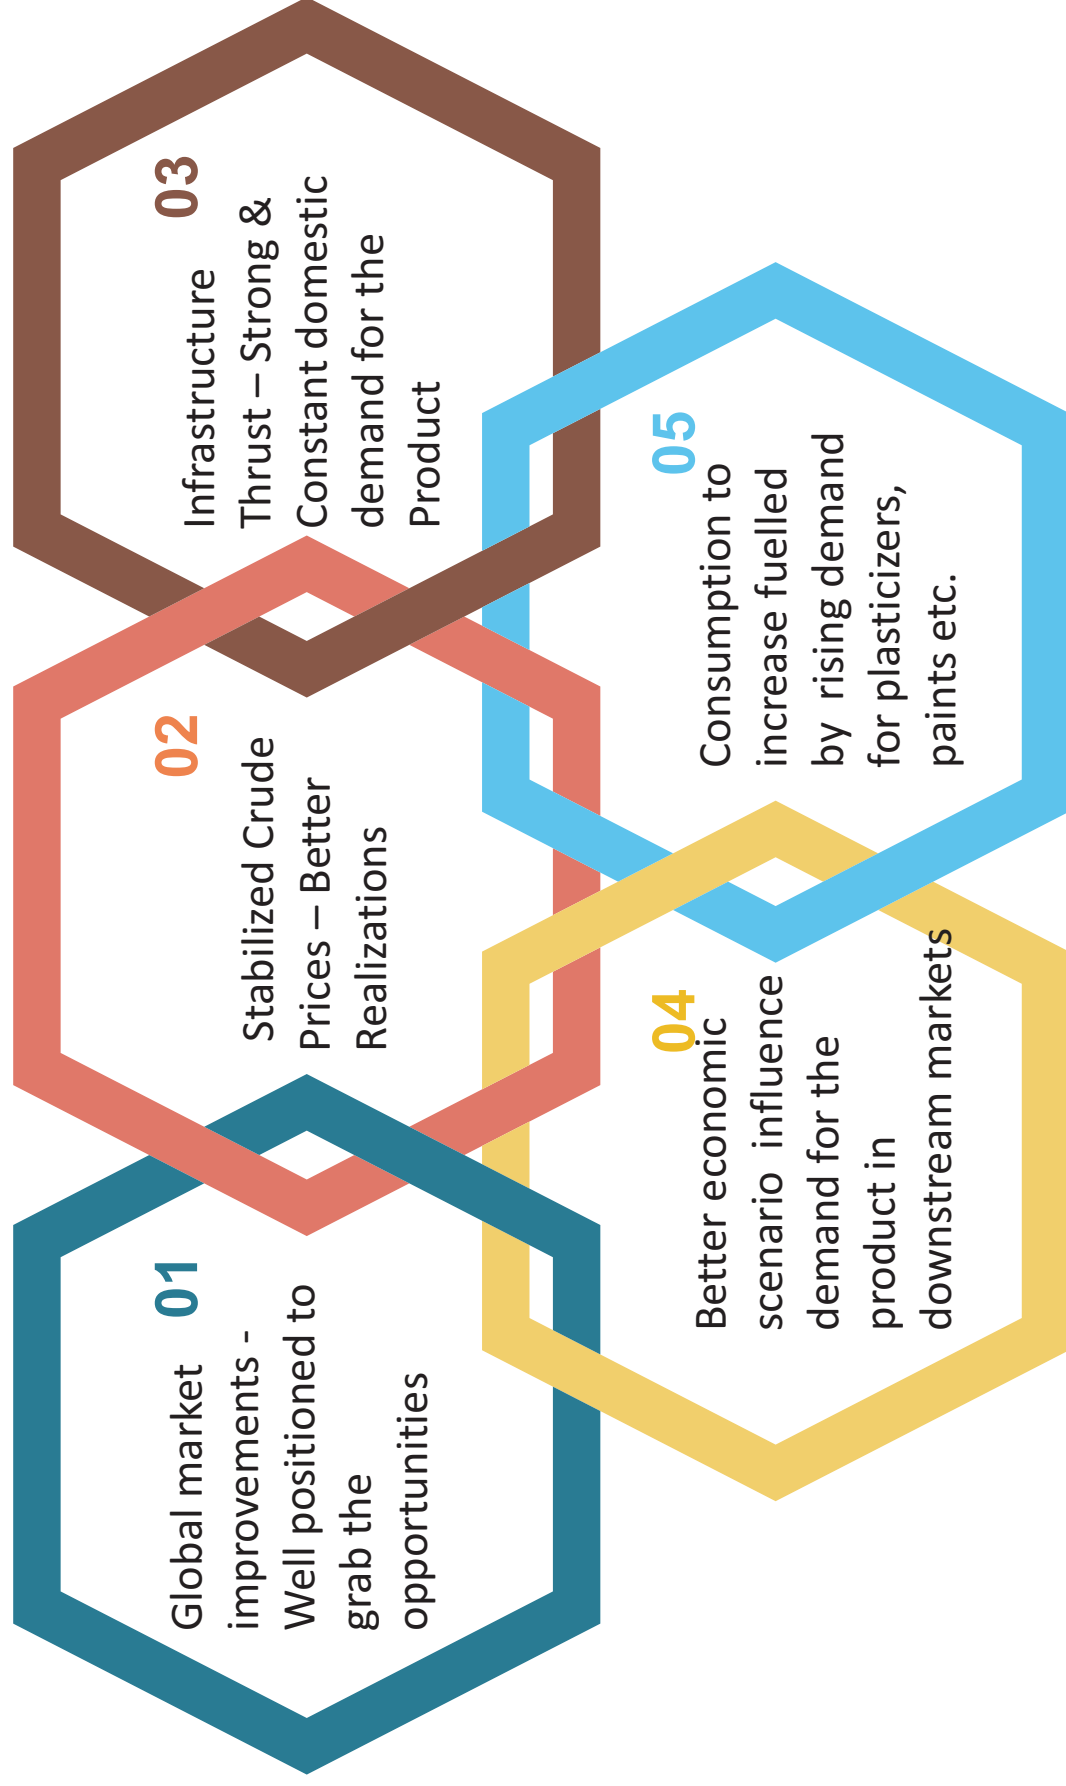 01
Global market
improvements -
Well positioned to
grab the
opportunities
02
Stabilized Crude
Prices – Better
Realizations
03
Infrastructure
Thrust – Strong &
Constant domestic
demand for the
Product
04
Better economic
scenario influence
demand for the
product in
downstream markets
05
Consumption to
increase fuelled
by rising demand
for plasticizers,
paints etc.